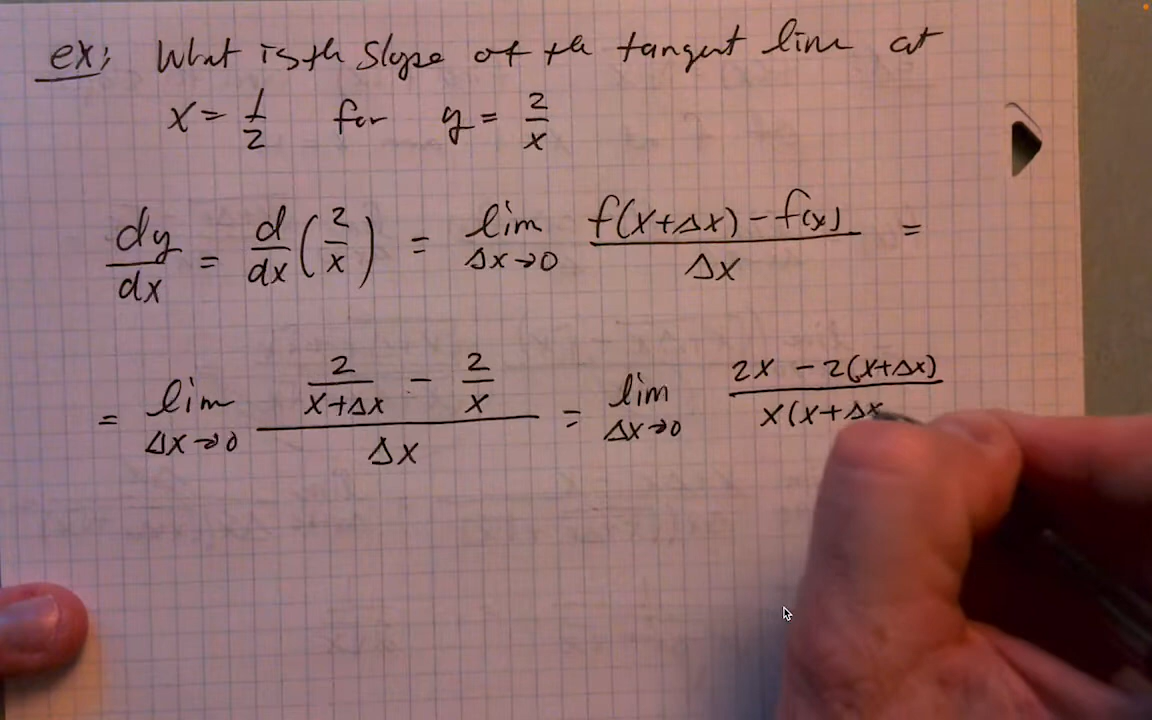 ex: What is th slope of the tangent line at
x = 1/2 for y = 2/x
dy/dx = d/dx (2/x) = lim Δx→0 f(x+Δx) - f(x) / Δx =
= lim Δx→0 (2/(x+Δx) - 2/x) / Δx = lim Δx→0 2x - 2(x+Δx) / x(x+Δx